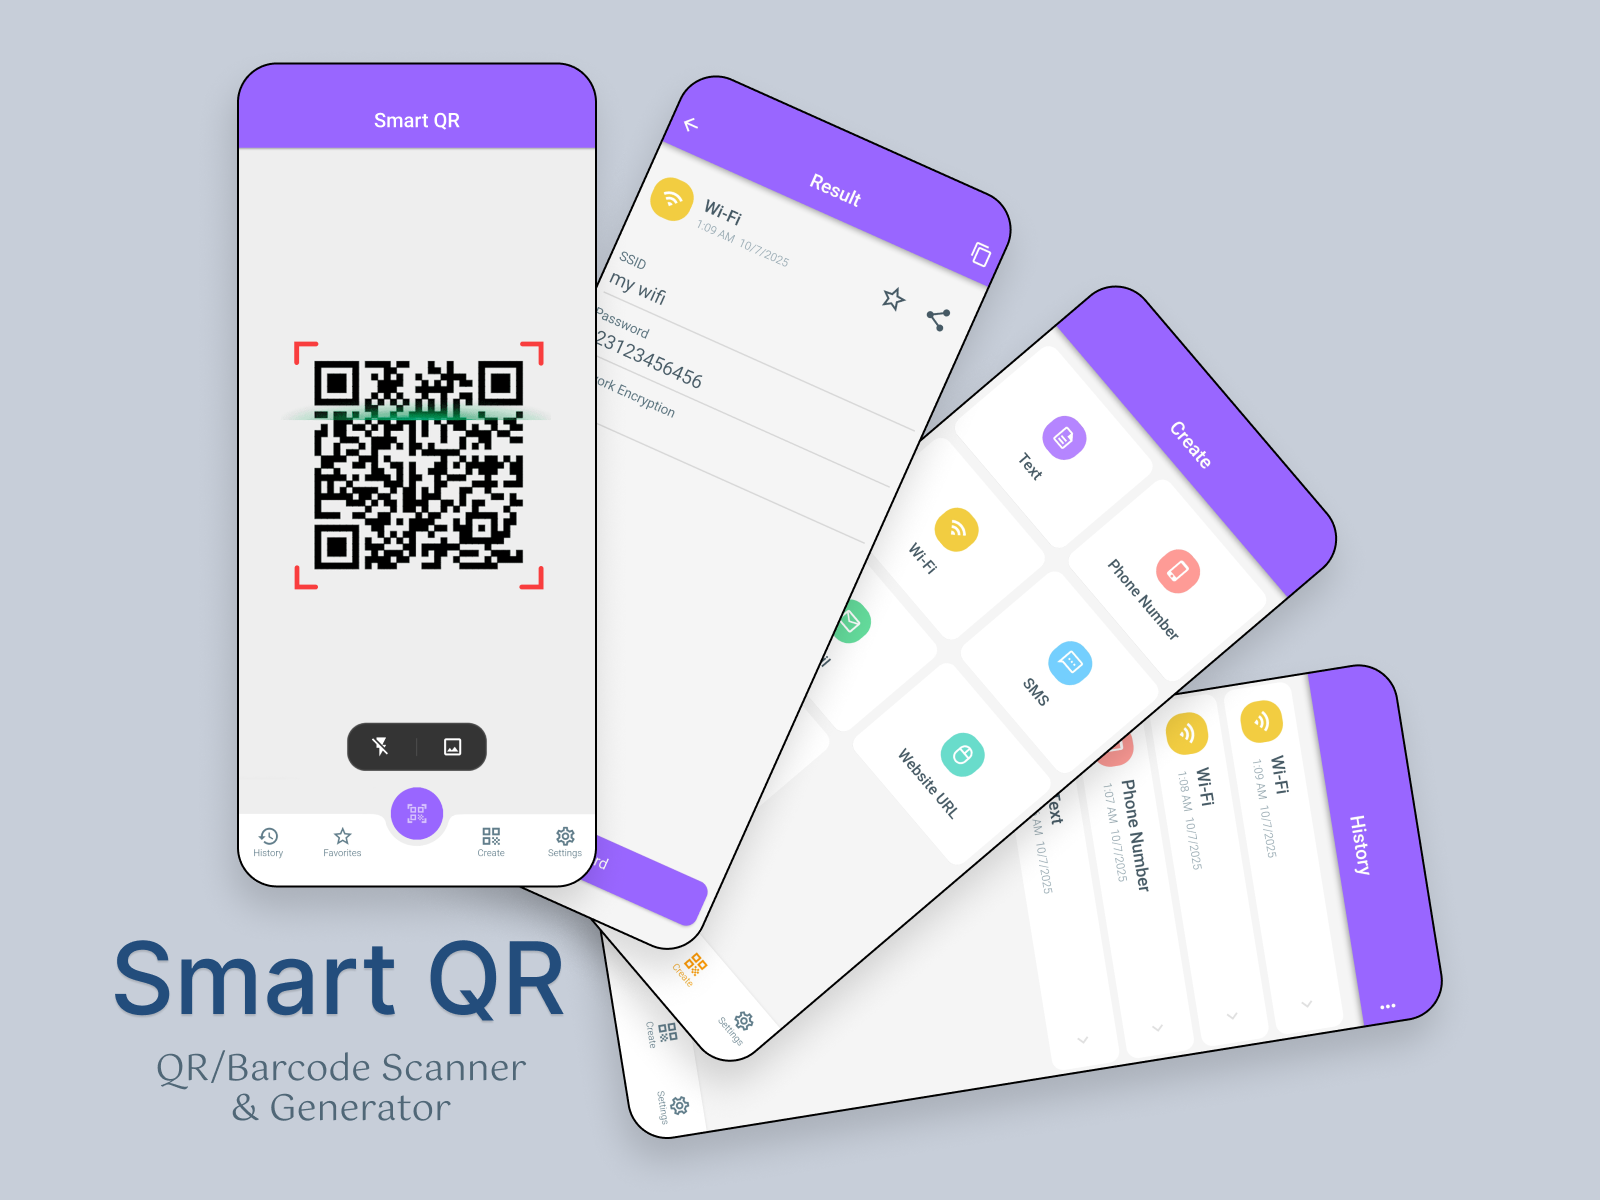 Smart QR
History
Favorites
Create
Settings
Result
Wi-Fi
1:09 AM 10/7/2025
SSID
my wifi
Password
23123456456
Encryption
Create
Text
Wi-Fi
Phone Number
SMS
Website URL
Create
Settings
History
Wi-Fi
1:09 AM 10/7/2025
Wi-Fi
1:08 AM 10/7/2025
Phone Number
1:07 AM 10/7/2025
Text
AM 10/7/2025
Create
Settings
Smart QR
QR/Barcode Scanner
& Generator